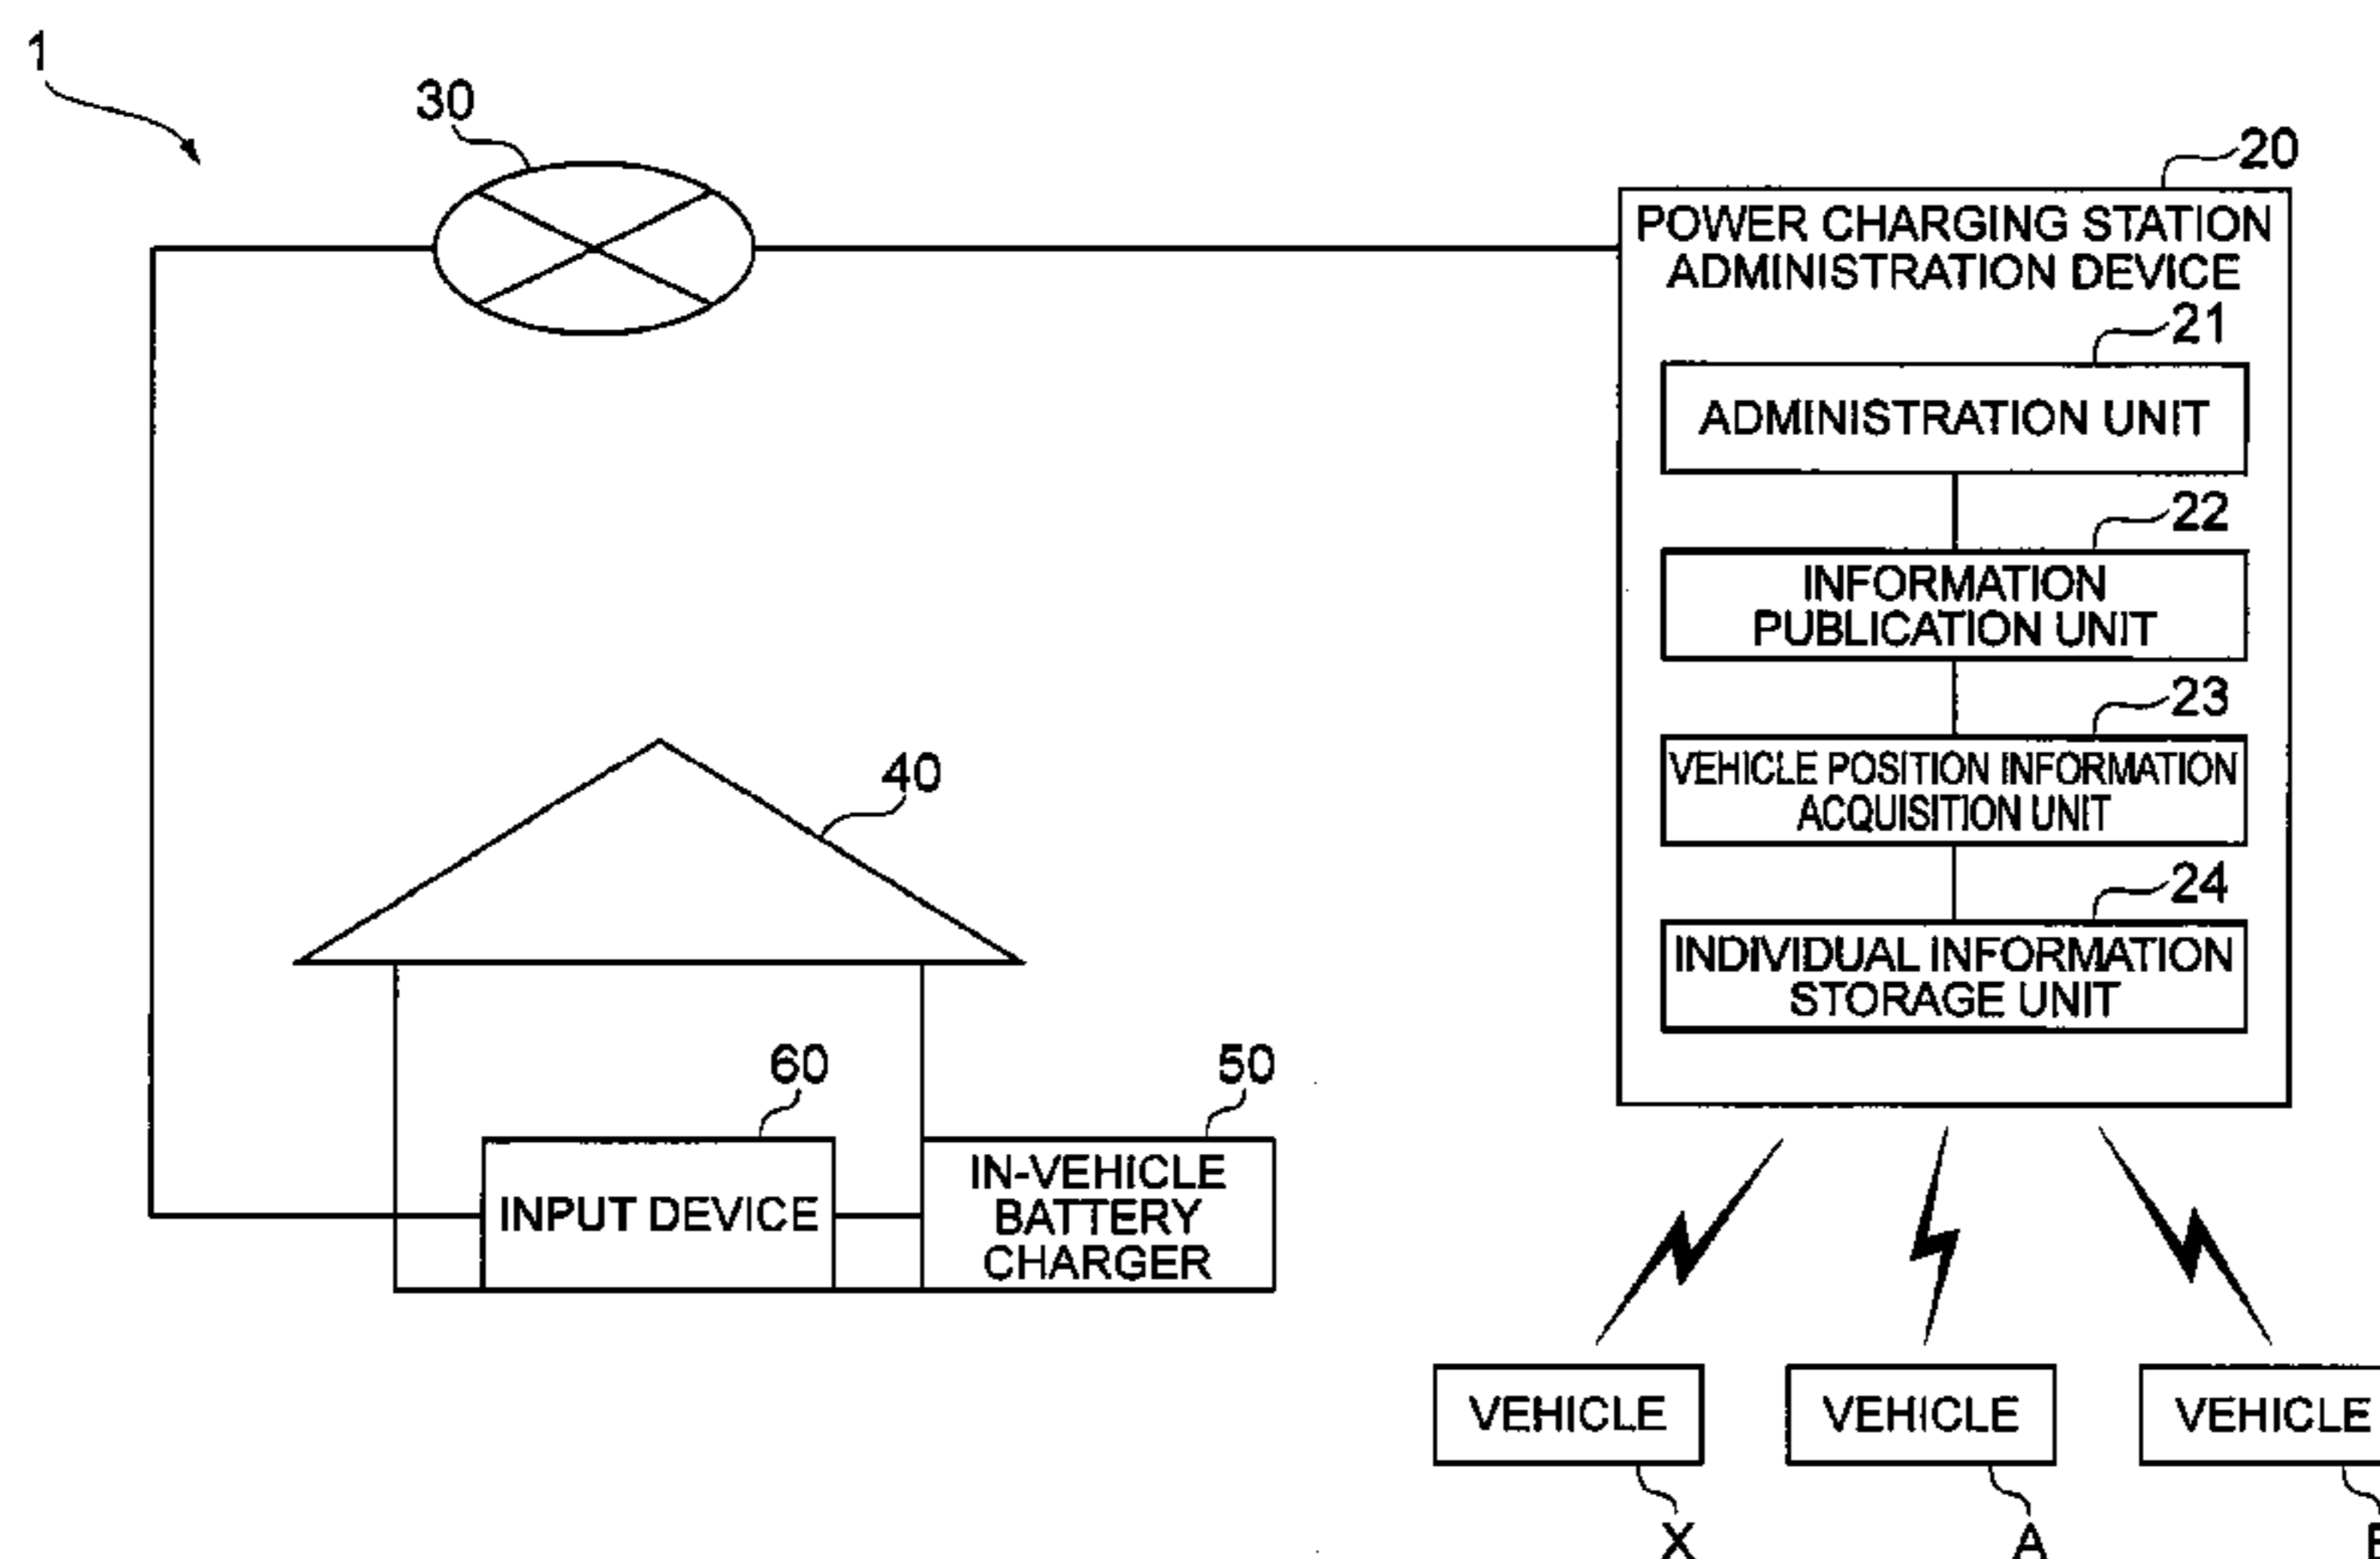 1
30
20
POWER CHARGING STATION
ADMINISTRATION DEVICE
21
ADMINISTRATION UNIT
22
INFORMATION
PUBLICATION UNIT
23
VEHICLE POSITION INFORMATION
ACQUISITION UNIT
24
INDIVIDUAL INFORMATION
STORAGE UNIT
40
60
INPUT DEVICE
50
IN-VEHICLE
BATTERY
CHARGER
VEHICLE
VEHICLE
VEHICLE
X
A